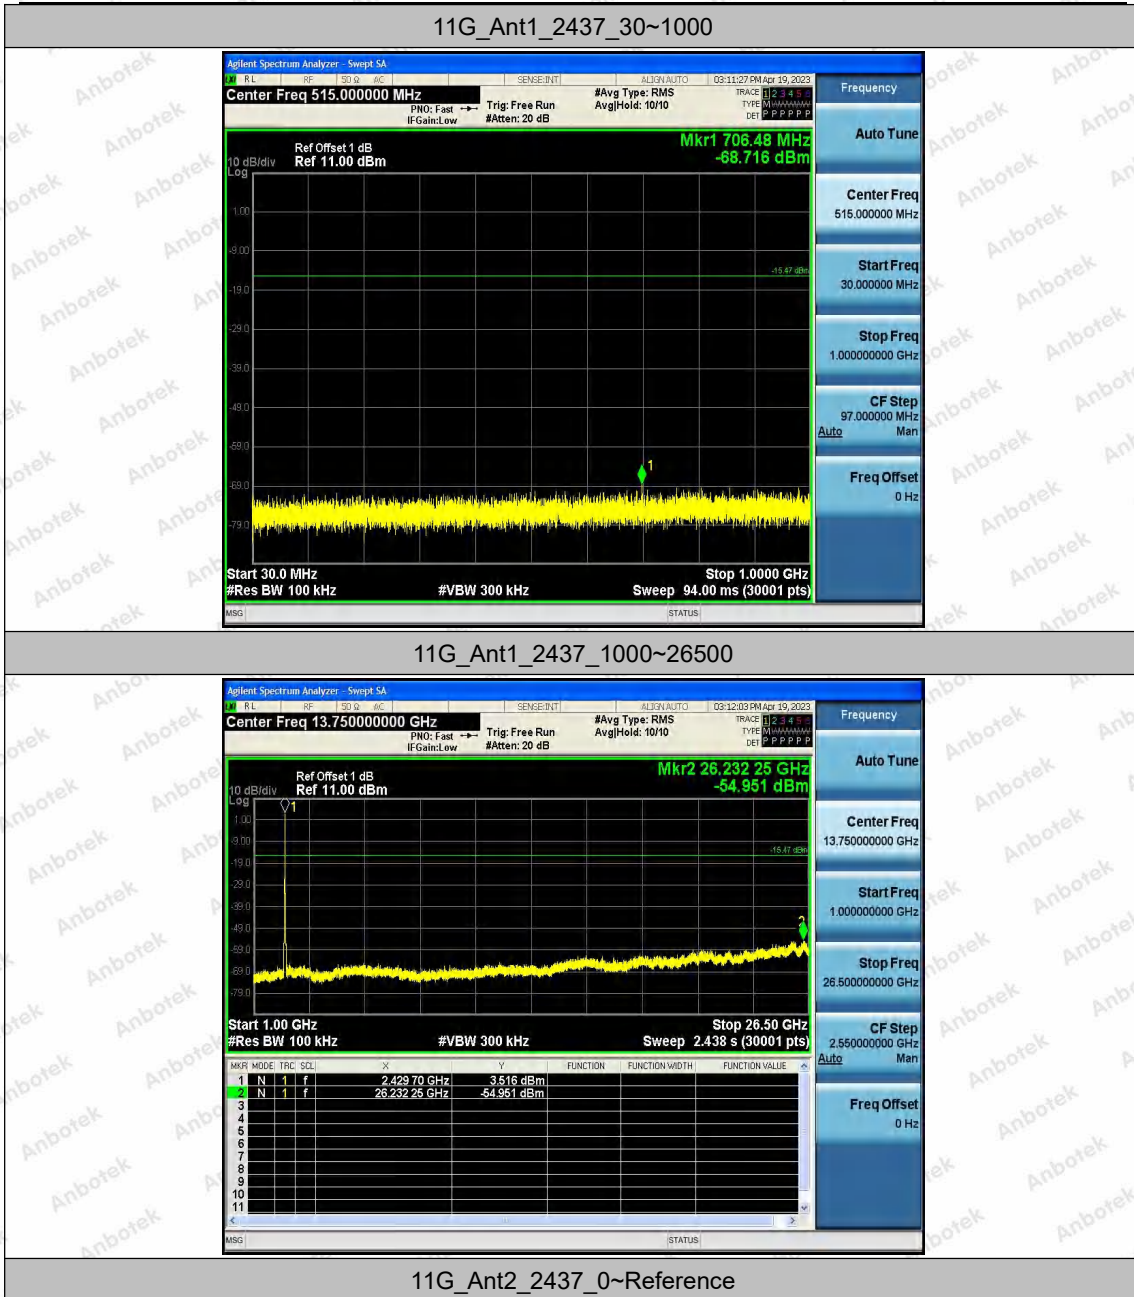 11G_Ant1_2437_30~1000
Agilent Spectrum Analyzer - Swept SA
RL RF 50 Ω AC SENSE:INT ALIGN AUTO 03:11:27 PM Apr 19, 2023
Center Freq 515.000000 MHz
PNO: Fast
IFGain:Low
Trig: Free Run
#Atten: 20 dB
#Avg Type: RMS
Avg|Hold: 10/10
TRACE 1 2 3 4 5 6
TYPE M
DET P P P P P P
Ref Offset 1 dB
10 dB/div Ref 11.00 dBm
Log
Mkr1 706.48 MHz
-68.716 dBm
1.00
-9.00
-15.47 dBm
-19.0
-29.0
-39.0
-49.0
-59.0
1
-69.0
-79.0
Start 30.0 MHz Stop 1.0000 GHz
#Res BW 100 kHz #VBW 300 kHz Sweep 94.00 ms (30001 pts)
MSG STATUS
Frequency
Auto Tune
Center Freq
515.000000 MHz
Start Freq
30.000000 MHz
Stop Freq
1.000000000 GHz
CF Step
97.000000 MHz
Auto Man
Freq Offset
0 Hz
11G_Ant1_2437_1000~26500
Agilent Spectrum Analyzer - Swept SA
RL RF 50 Ω AC SENSE:INT ALIGN AUTO 03:12:03 PM Apr 19, 2023
Center Freq 13.750000000 GHz
PNO: Fast
IFGain:Low
Trig: Free Run
#Atten: 20 dB
#Avg Type: RMS
Avg|Hold: 10/10
TRACE 1 2 3 4 5 6
TYPE M
DET P P P P P P
Ref Offset 1 dB
10 dB/div Ref 11.00 dBm
Log
Mkr2 26.232 25 GHz
-54.951 dBm
1
1.00
-9.00
-15.47 dBm
-19.0
-29.0
-39.0
-49.0
2
-59.0
-69.0
-79.0
Start 1.00 GHz Stop 26.50 GHz
#Res BW 100 kHz #VBW 300 kHz Sweep 2.438 s (30001 pts)
MKR MODE TRC SCL X Y FUNCTION FUNCTION WIDTH FUNCTION VALUE
1 N 1 f 2.429 70 GHz 3.516 dBm
2 N 1 f 26.232 25 GHz -54.951 dBm
3
4
5
6
7
8
9
10
11
MSG STATUS
Frequency
Auto Tune
Center Freq
13.750000000 GHz
Start Freq
1.000000000 GHz
Stop Freq
26.500000000 GHz
CF Step
2.550000000 GHz
Auto Man
Freq Offset
0 Hz
11G_Ant2_2437_0~Reference
Anbotek